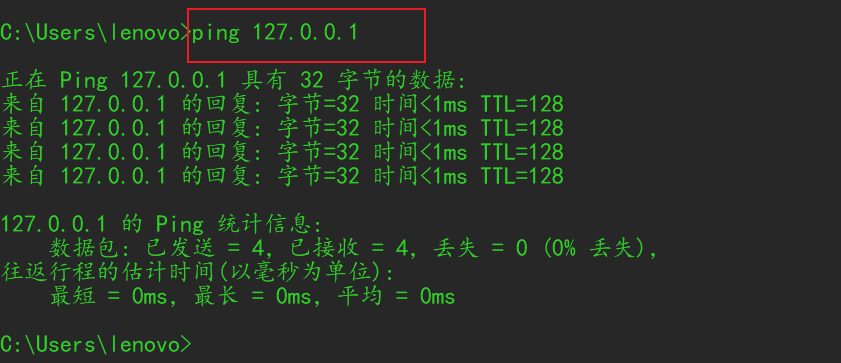 C:\Users\lenovo>ping 127.0.0.1
正在 Ping 127.0.0.1 具有 32 字节的数据:
来自 127.0.0.1 的回复: 字节=32 时间<1ms TTL=128
来自 127.0.0.1 的回复: 字节=32 时间<1ms TTL=128
来自 127.0.0.1 的回复: 字节=32 时间<1ms TTL=128
来自 127.0.0.1 的回复: 字节=32 时间<1ms TTL=128
127.0.0.1 的 Ping 统计信息:
数据包: 已发送 = 4, 已接收 = 4, 丢失 = 0 (0% 丢失),
往返行程的估计时间(以毫秒为单位):
最短 = 0ms, 最长 = 0ms, 平均 = 0ms
C:\Users\lenovo>